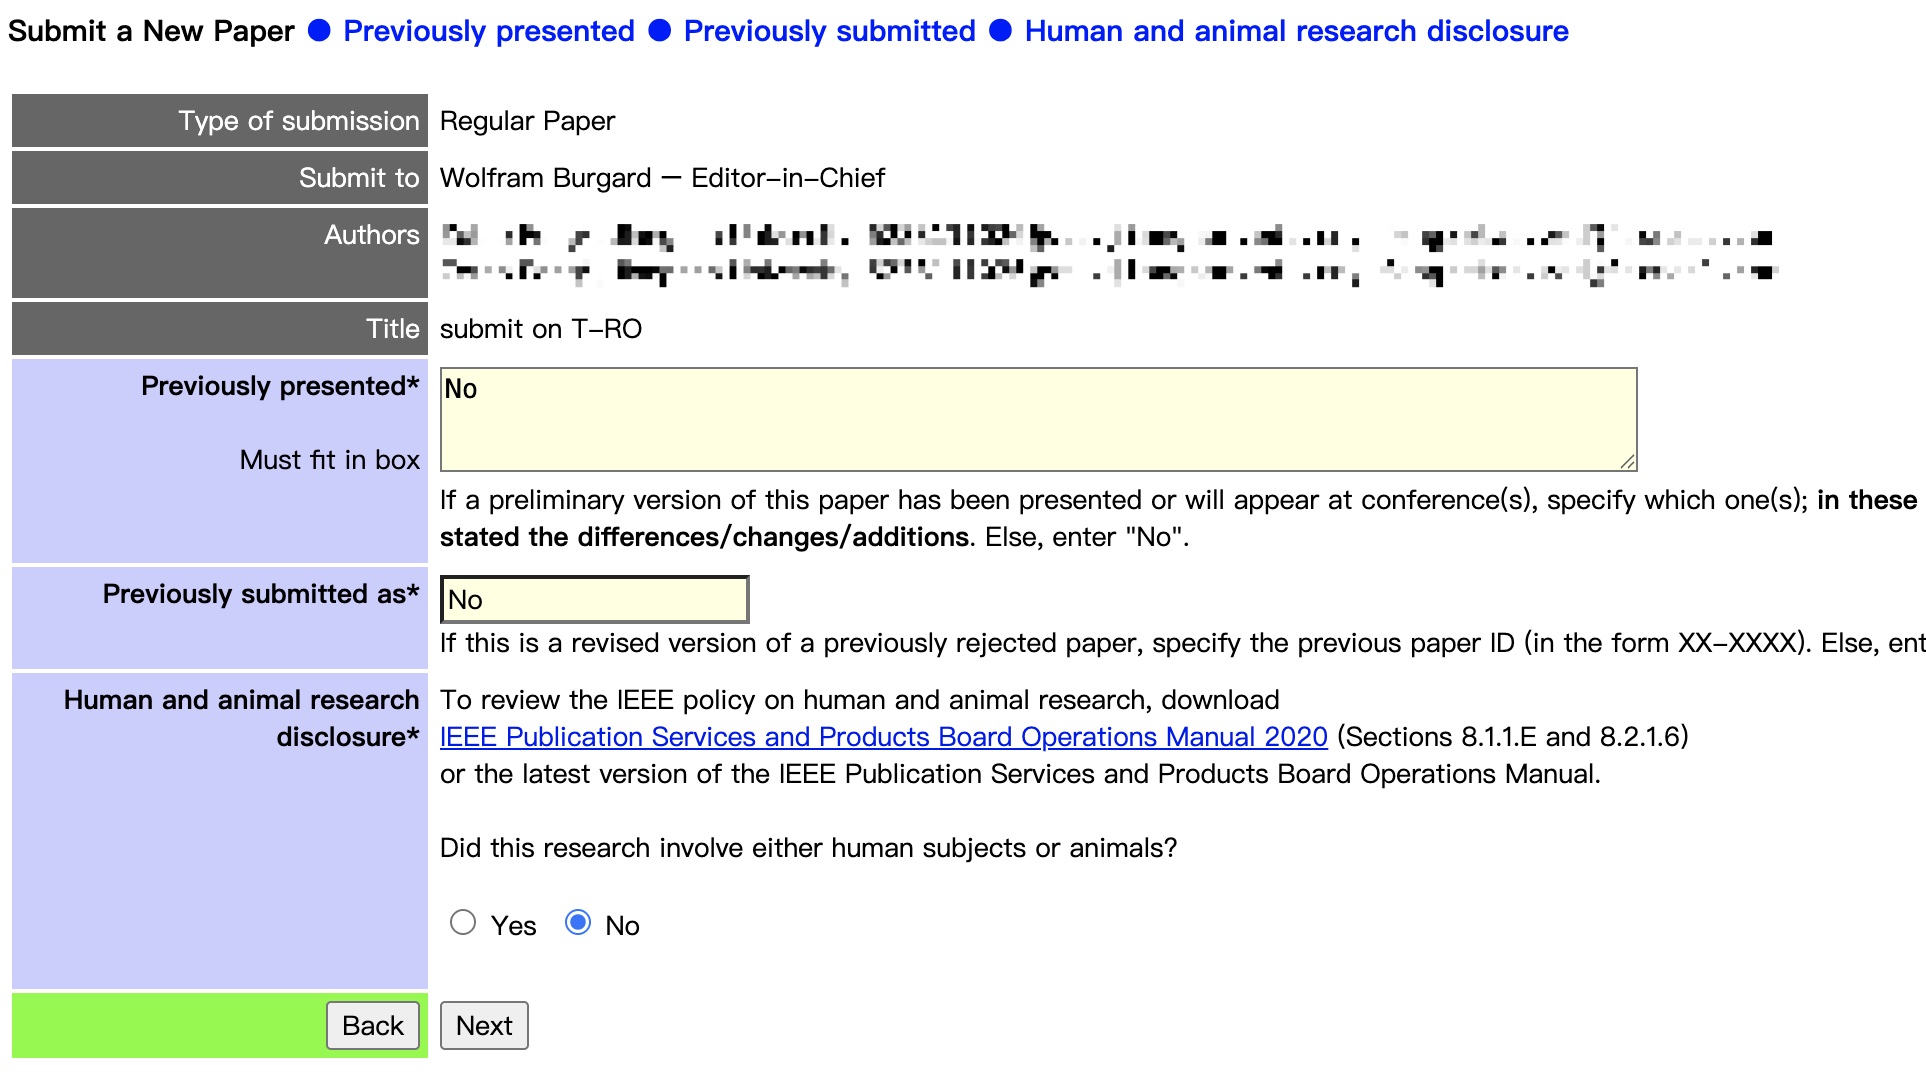 Submit a New Paper ● Previously presented ● Previously submitted ● Human and animal research disclosure
Type of submission Regular Paper
Submit to Wolfram Burgard — Editor-in-Chief
Authors
Title submit on T-RO
Previously presented* No
Must fit in box
If a preliminary version of this paper has been presented or will appear at conference(s), specify which one(s); in these
stated the differences/changes/additions. Else, enter "No".
Previously submitted as* No
If this is a revised version of a previously rejected paper, specify the previous paper ID (in the form XX-XXXX). Else, ent
Human and animal research To review the IEEE policy on human and animal research, download
disclosure* IEEE Publication Services and Products Board Operations Manual 2020 (Sections 8.1.1.E and 8.2.1.6)
or the latest version of the IEEE Publication Services and Products Board Operations Manual.
Did this research involve either human subjects or animals?
Yes No
Back Next